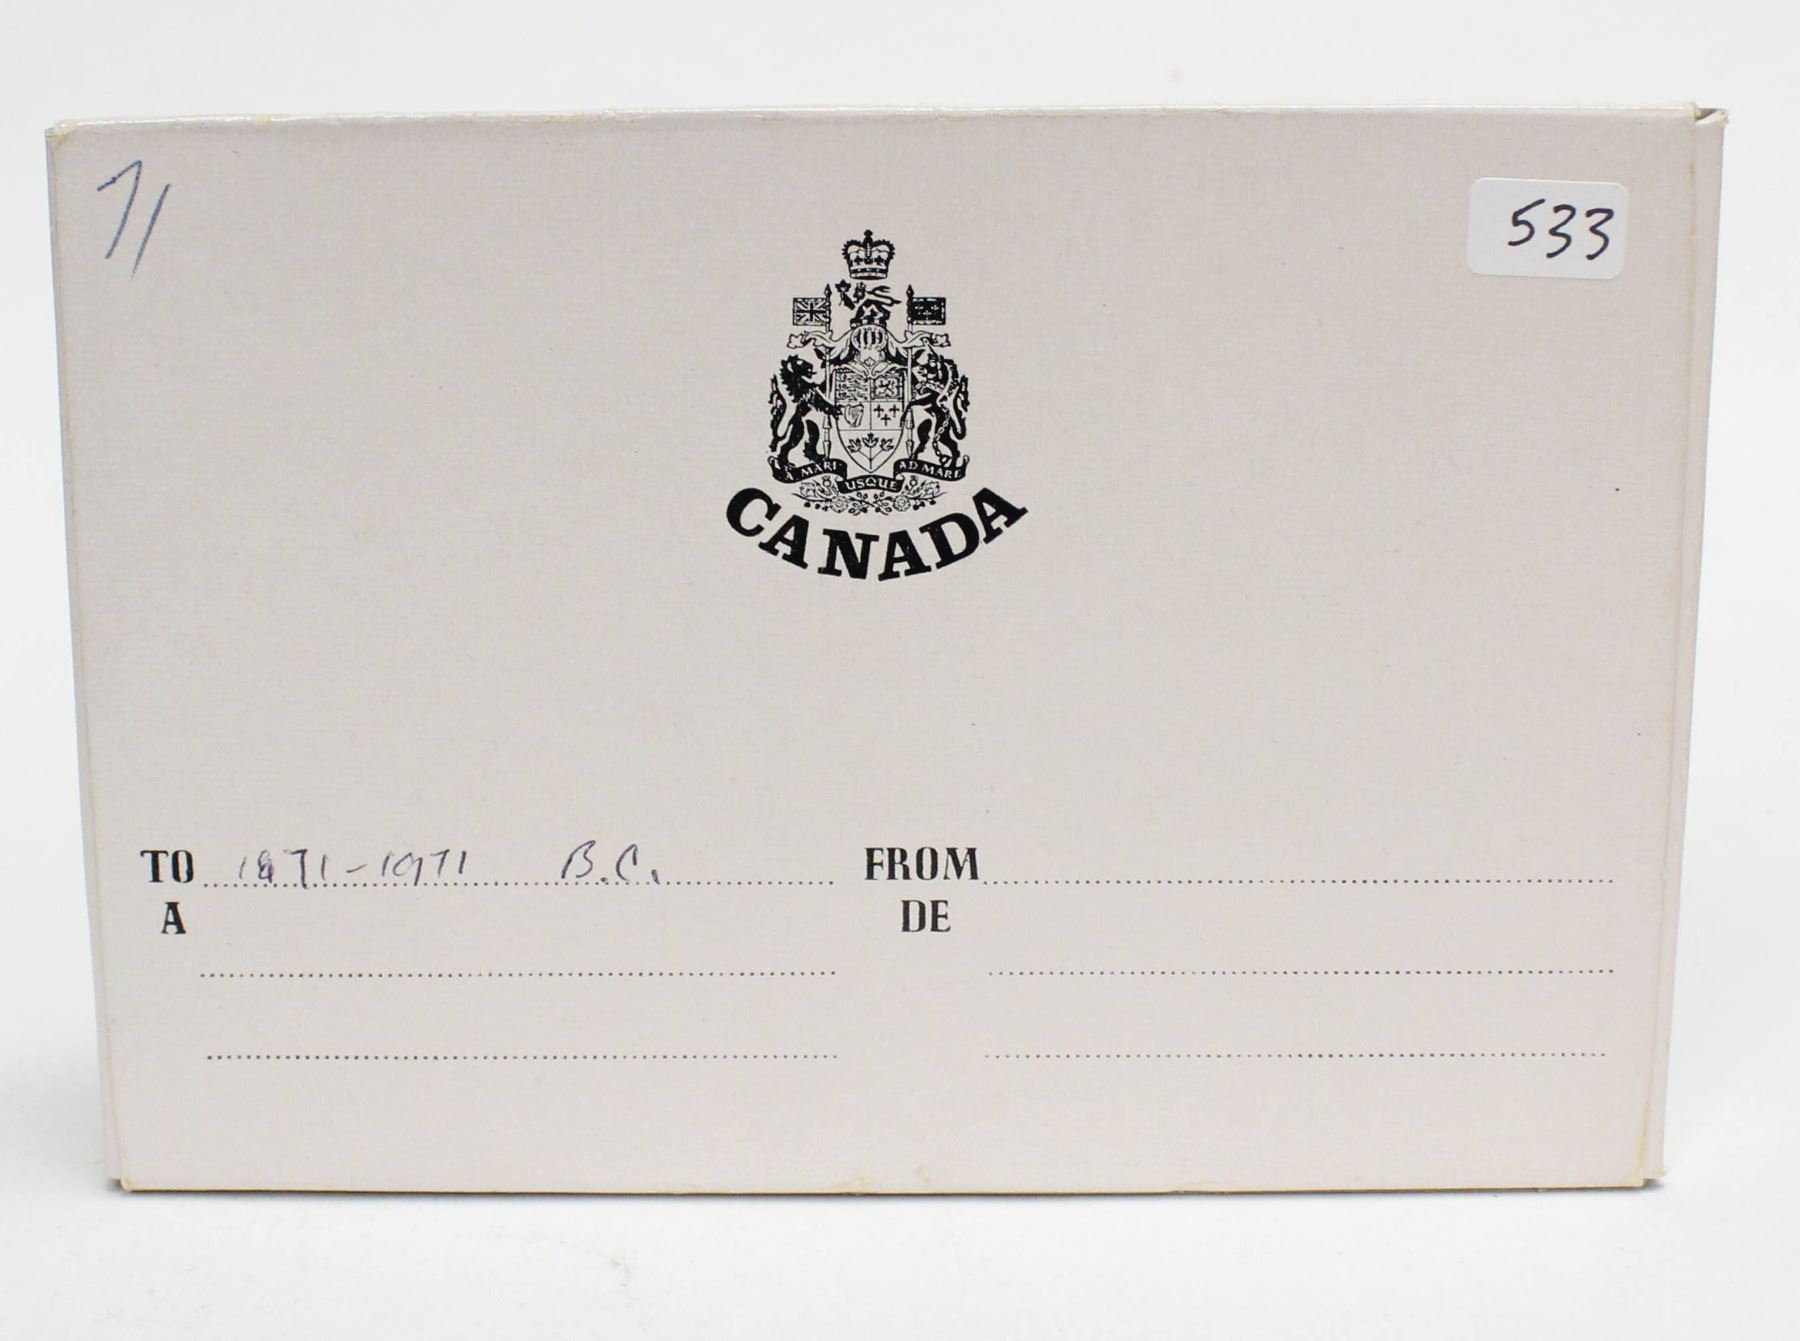 71
533
A MARI USQUE AD MARE
CANADA
TO 1871-1971 B.C.
A
FROM
DE